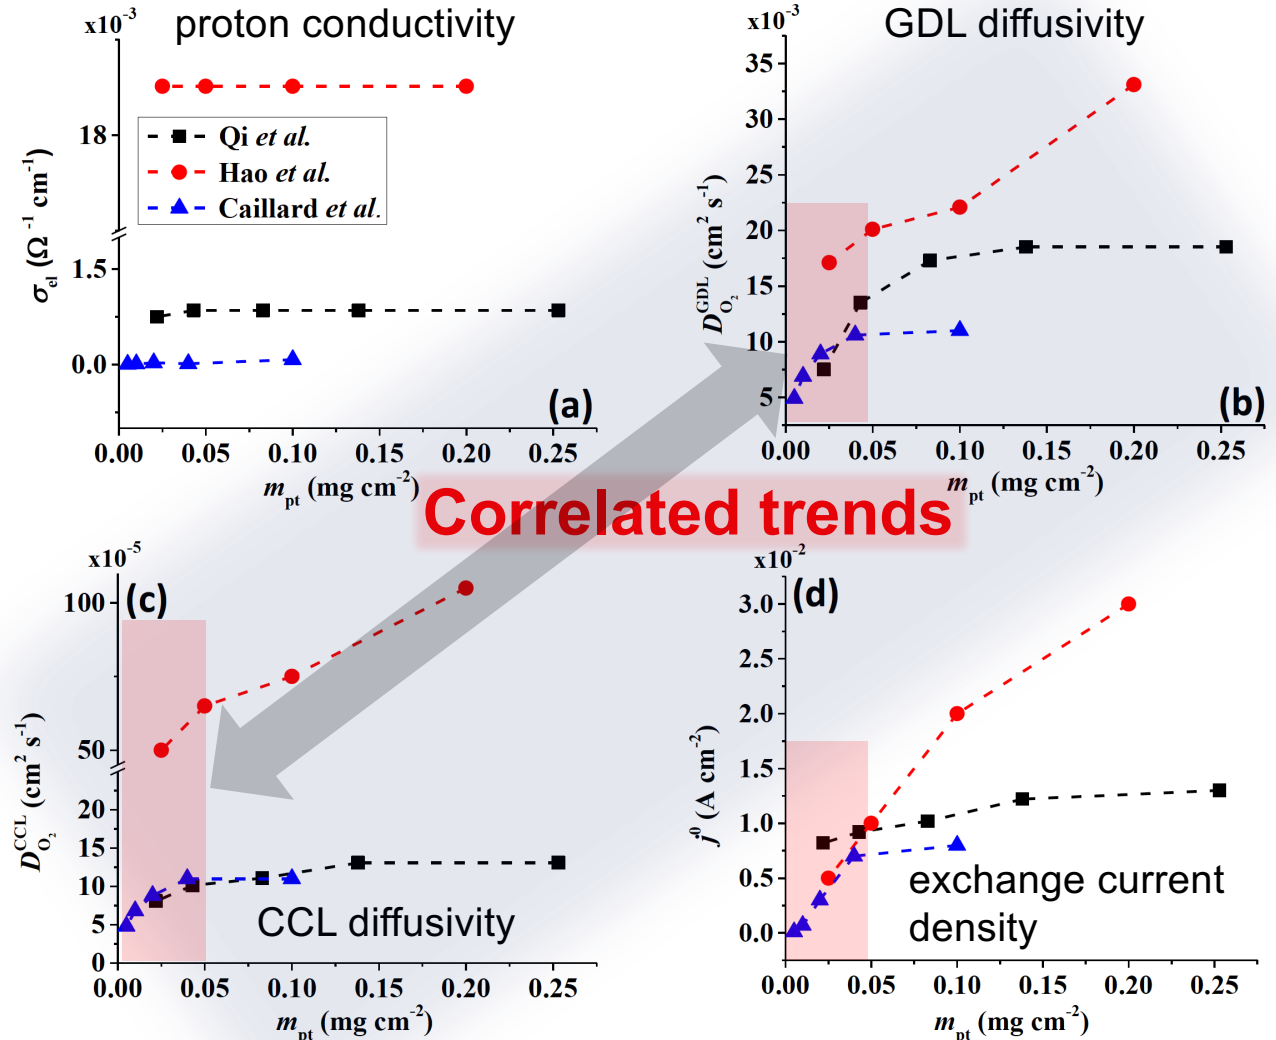 proton conductivity
x10-3
18
1.5
0.0
σel (Ω-1 cm-1)
Qi et al.
Hao et al.
Caillard et al.
(a)
0.00 0.05 0.10 0.15 0.20 0.25
mpt (mg cm-2)
GDL diffusivity
x10-3
35
30
25
20
15
10
5
DO2GDL (cm2 s-1)
(b)
0.00 0.05 0.10 0.15 0.20 0.25
mpt (mg cm-2)
Correlated trends
x10-5
(c)
100
50
20
15
10
5
0
DO2CCL (cm2 s-1)
CCL diffusivity
0.00 0.05 0.10 0.15 0.20 0.25
mpt (mg cm-2)
x10-2
(d)
3.0
2.5
2.0
1.5
1.0
0.5
0.0
j0 (A cm-2)
exchange current
density
0.00 0.05 0.10 0.15 0.20 0.25
mpt (mg cm-2)